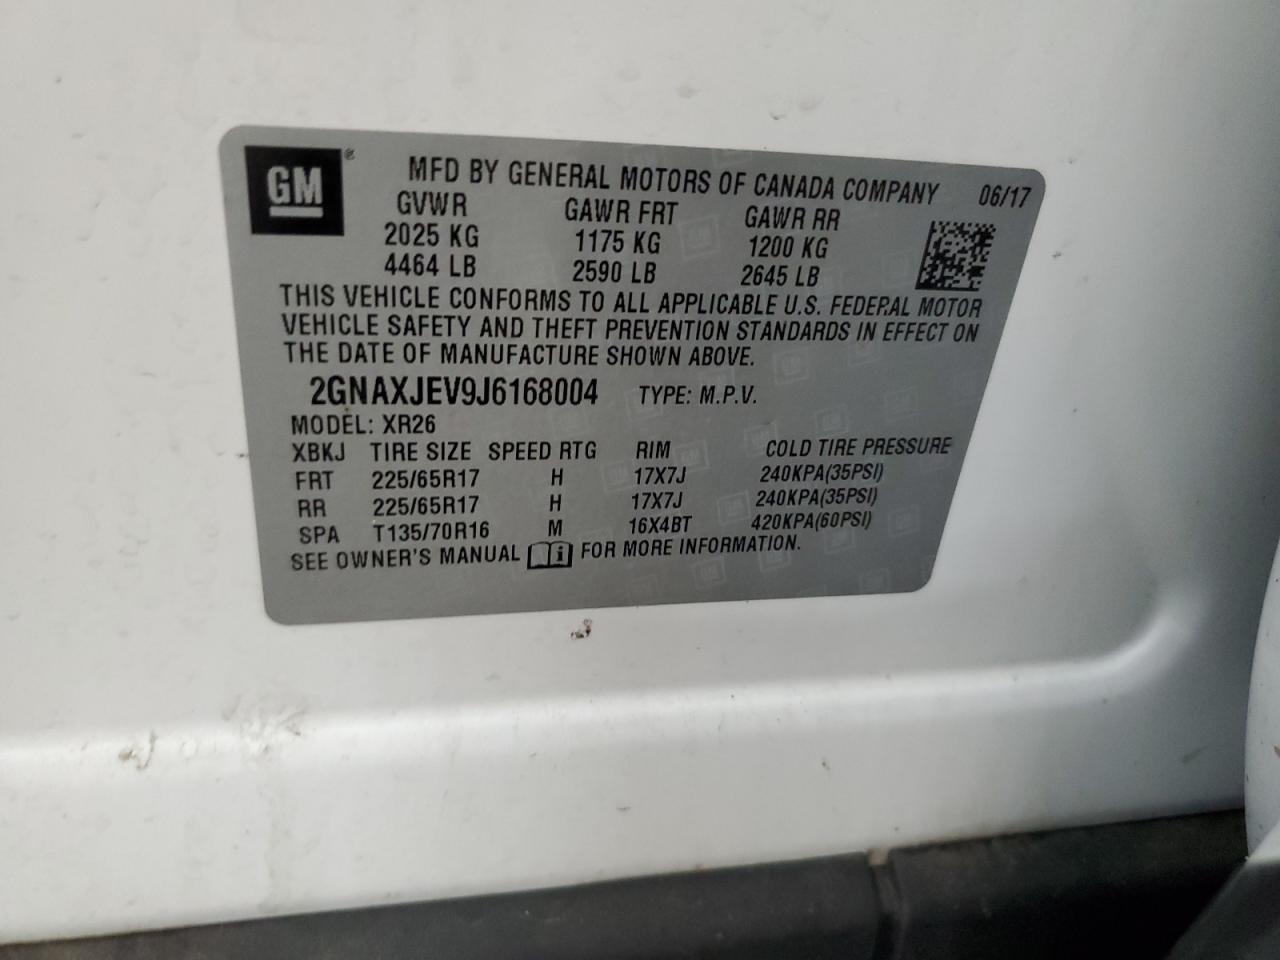 GM ®
MFD BY GENERAL MOTORS OF CANADA COMPANY 06/17
GVWR GAWR FRT GAWR RR
2025 KG 1175 KG 1200 KG
4464 LB 2590 LB 2645 LB
THIS VEHICLE CONFORMS TO ALL APPLICABLE U.S. FEDERAL MOTOR
VEHICLE SAFETY AND THEFT PREVENTION STANDARDS IN EFFECT ON
THE DATE OF MANUFACTURE SHOWN ABOVE.
2GNAXJEV9J6168004 TYPE: M.P.V.
MODEL: XR26
XBKJ TIRE SIZE SPEED RTG RIM COLD TIRE PRESSURE
FRT 225/65R17 H 17X7J 240KPA(35PSI)
RR 225/65R17 H 17X7J 240KPA(35PSI)
SPA T135/70R16 M 16X4BT 420KPA(60PSI)
SEE OWNER'S MANUAL i FOR MORE INFORMATION.